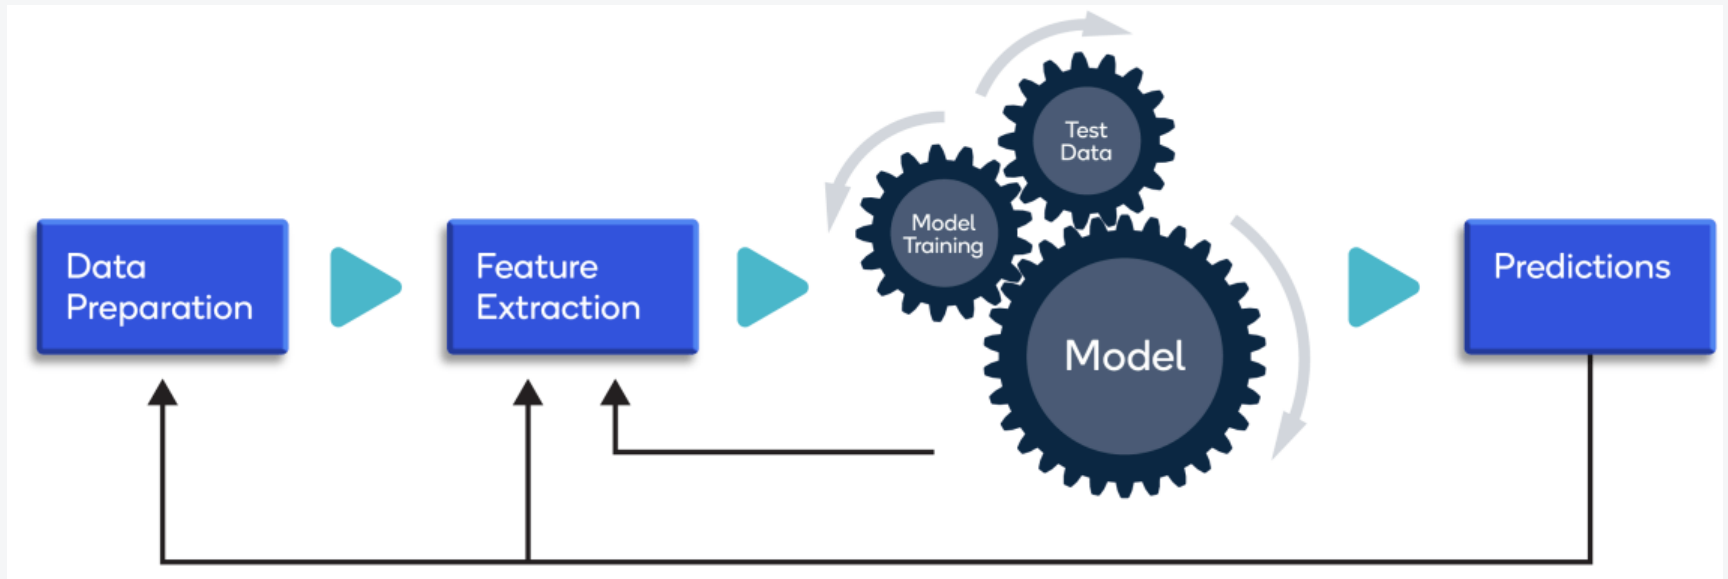 Data
Preparation
Feature
Extraction
Model
Training
Test
Data
Model
Predictions